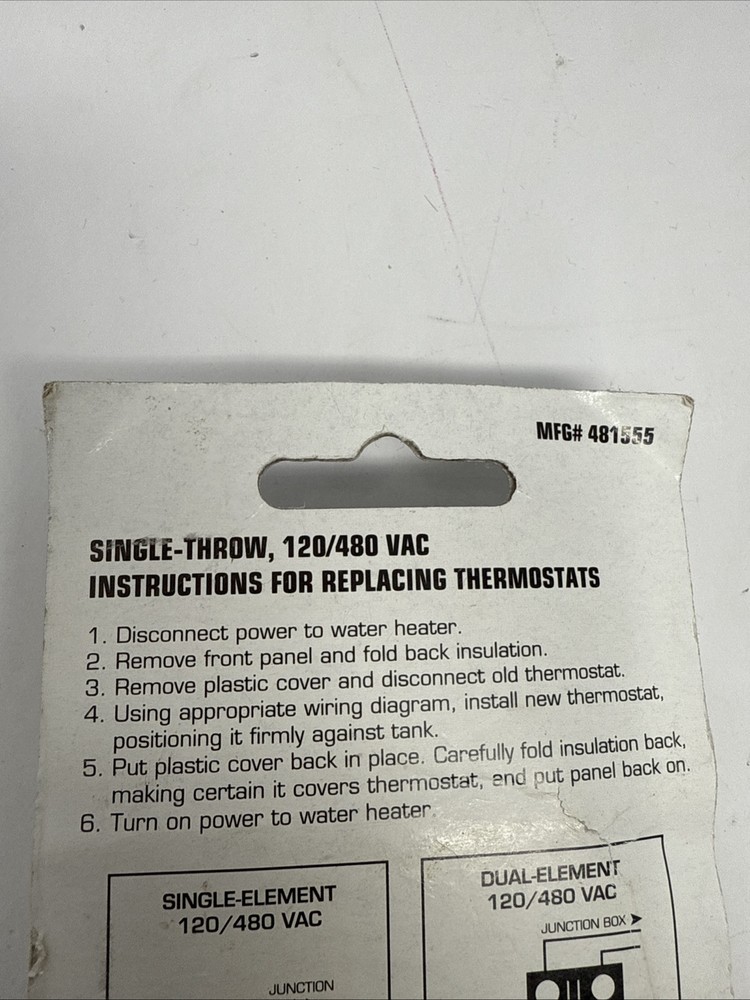 MFG# 481555
SINGLE-THROW, 120/480 VAC
INSTRUCTIONS FOR REPLACING THERMOSTATS
1. Disconnect power to water heater.
2. Remove front panel and fold back insulation.
3. Remove plastic cover and disconnect old thermostat.
4. Using appropriate wiring diagram, install new thermostat,
positioning it firmly against tank.
5. Put plastic cover back in place. Carefully fold insulation back,
making certain it covers thermostat, and put panel back on.
6. Turn on power to water heater.
SINGLE-ELEMENT
120/480 VAC
JUNCTION
DUAL-ELEMENT
120/480 VAC
JUNCTION BOX